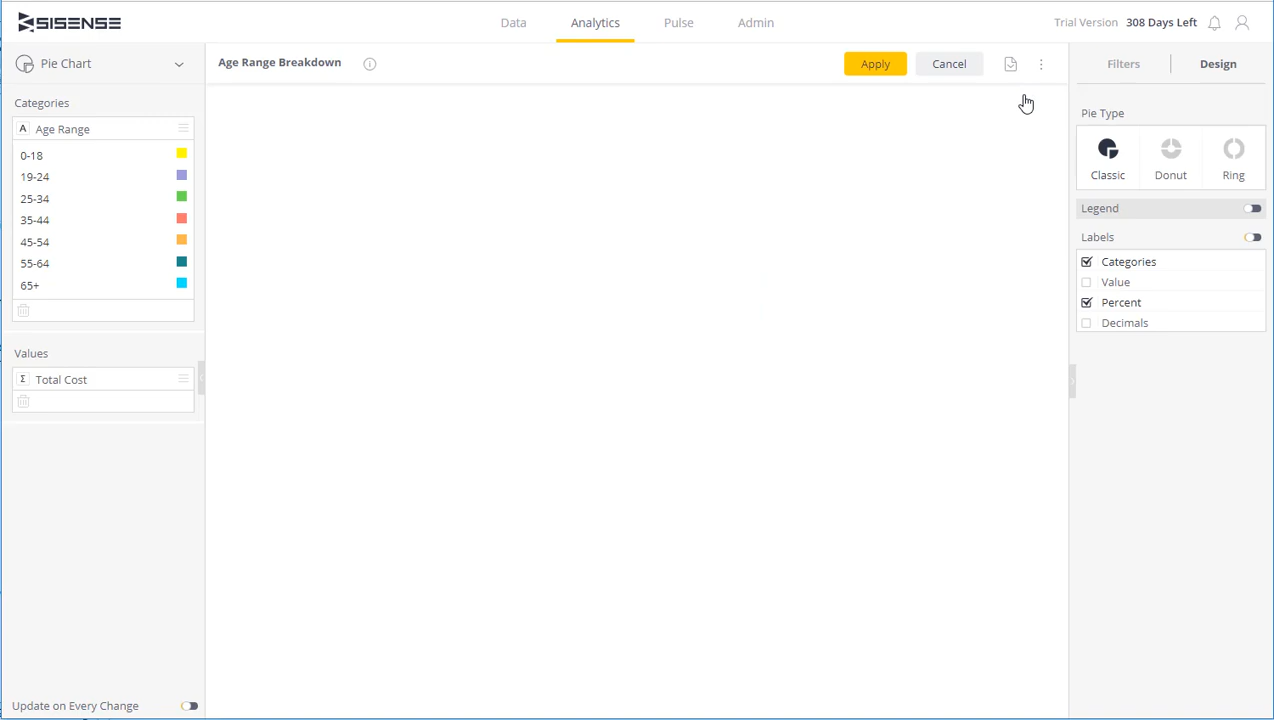 SISENSE
Data
Analytics
Pulse
Admin
Trial Version 308 Days Left
Pie Chart
Categories
A Age Range
0-18
19-24
25-34
35-44
45-54
55-64
65+
Values
Σ Total Cost
Update on Every Change
Age Range Breakdown
Apply
Cancel
Filters
Design
Pie Type
Classic
Donut
Ring
Legend
Labels
Categories
Value
Percent
Decimals